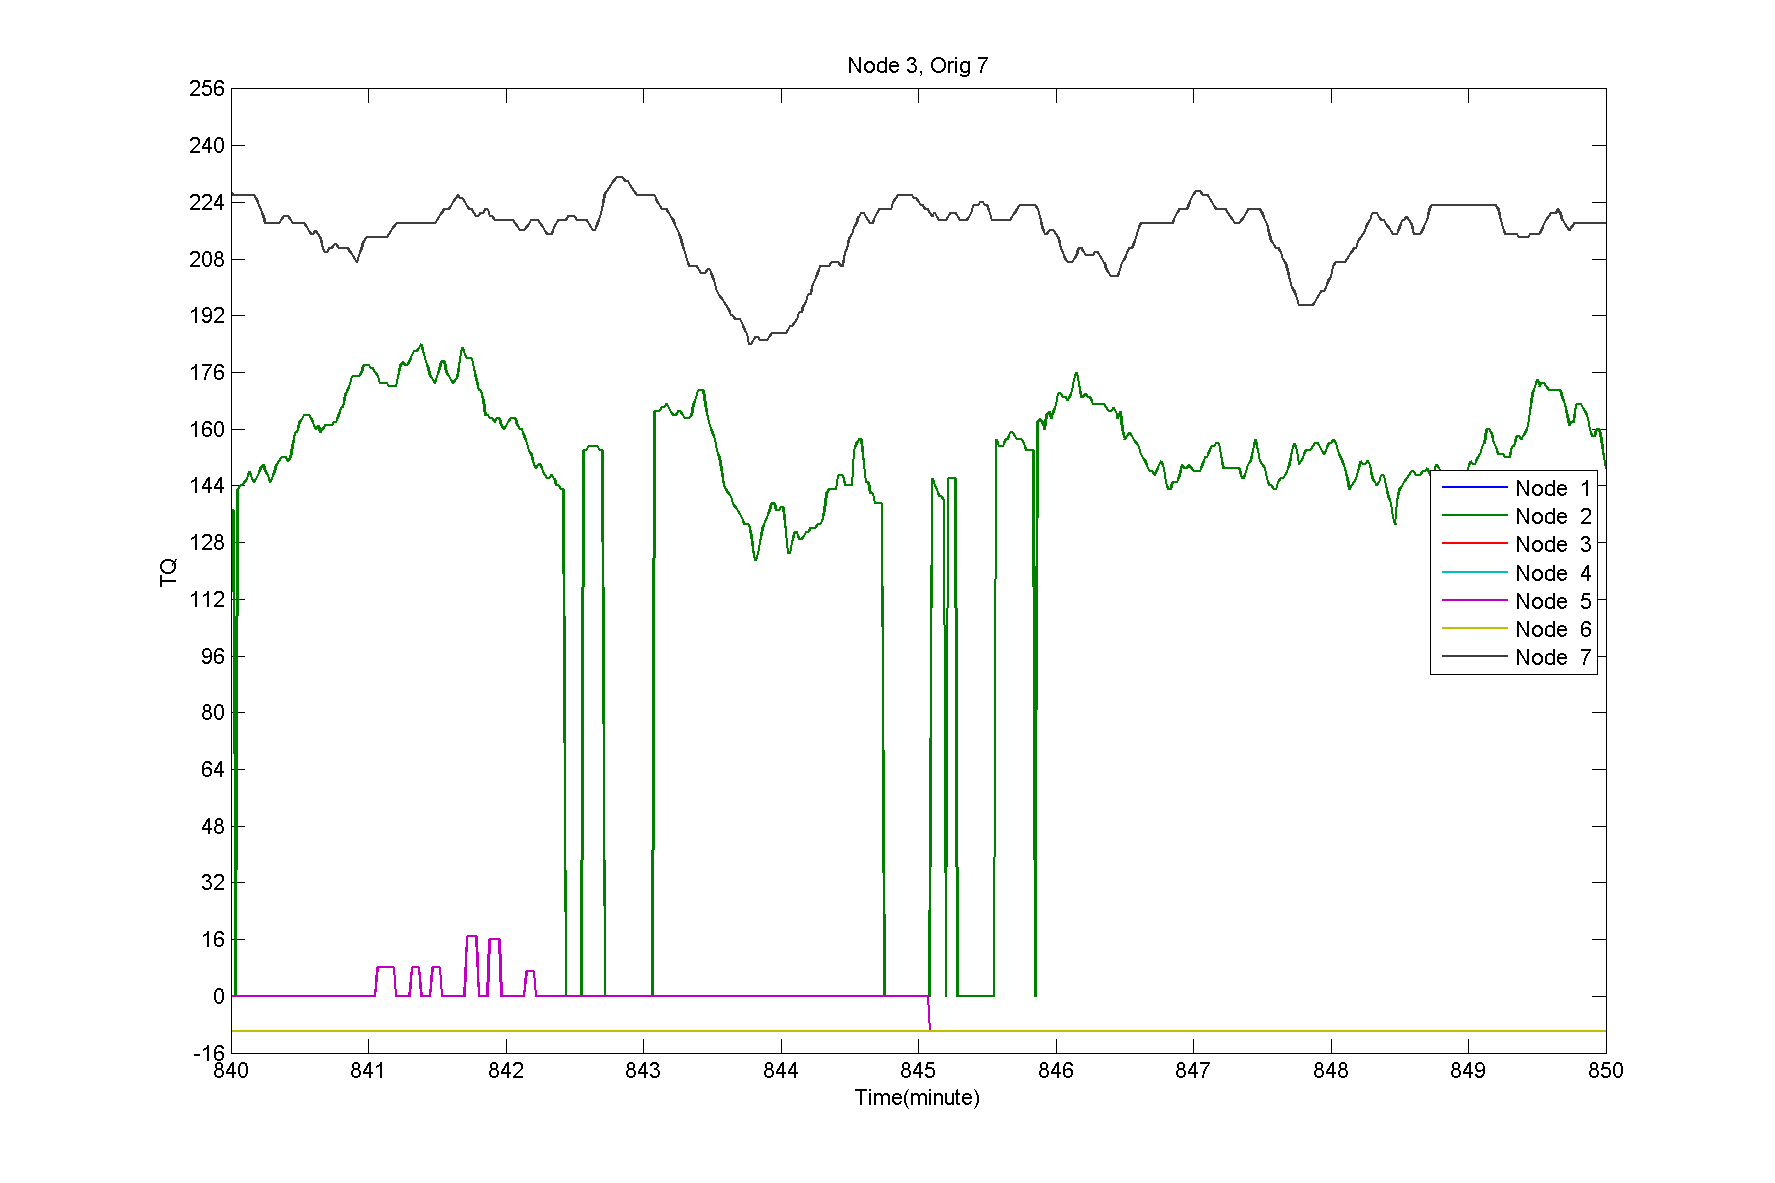 Node 3, Orig 7
256
240
224
208
192
176
160
144
128
112
96
80
64
48
32
16
0
-16
TQ
Node 1
Node 2
Node 3
Node 4
Node 5
Node 6
Node 7
840 841 842 843 844 845 846 847 848 849 850
Time(minute)